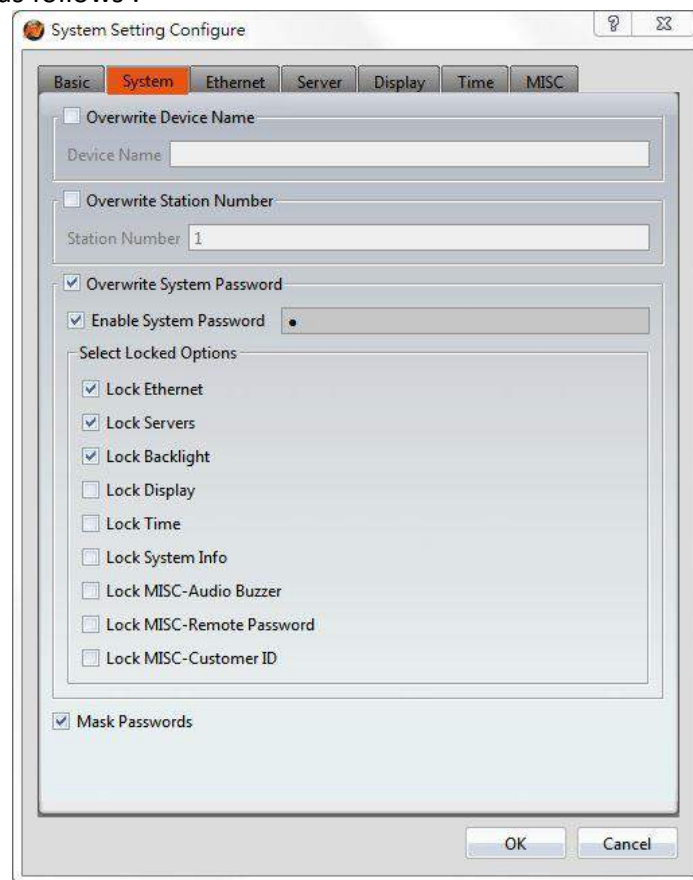 as follows :
System Setting Configure
Basic System Ethernet Server Display Time MISC
Overwrite Device Name
Device Name
Overwrite Station Number
Station Number 1
Overwrite System Password
Enable System Password •
Select Locked Options
Lock Ethernet
Lock Servers
Lock Backlight
Lock Display
Lock Time
Lock System Info
Lock MISC-Audio Buzzer
Lock MISC-Remote Password
Lock MISC-Customer ID
Mask Passwords
OK Cancel